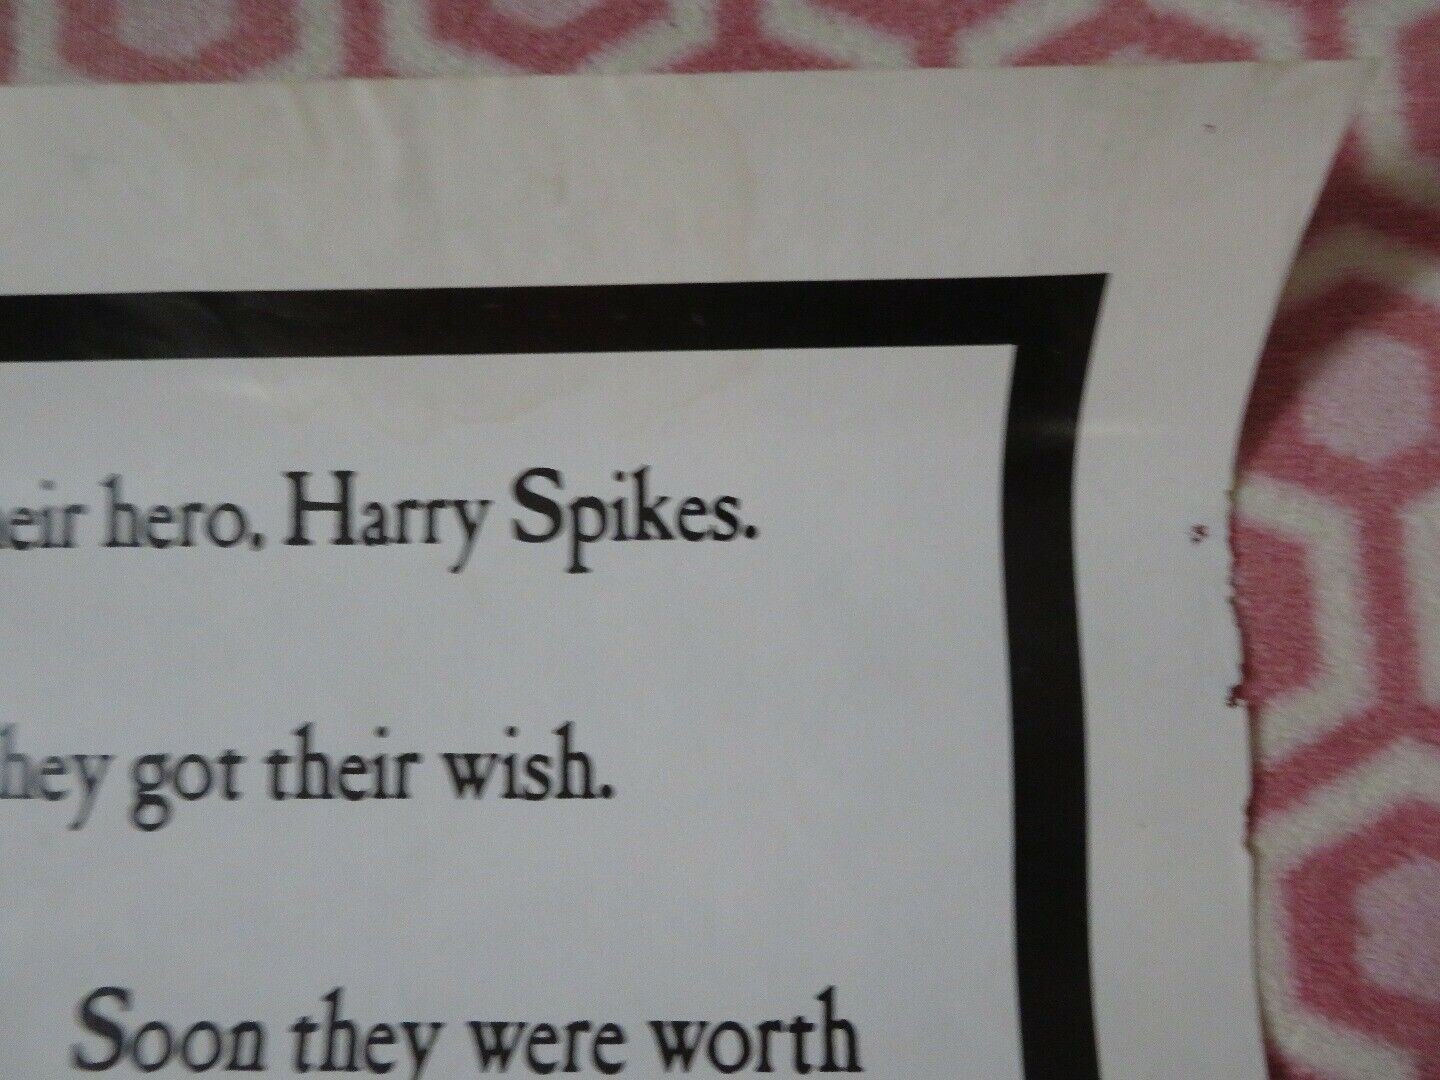 heir hero, Harry Spikes.
hey got their wish.
Soon they were worth